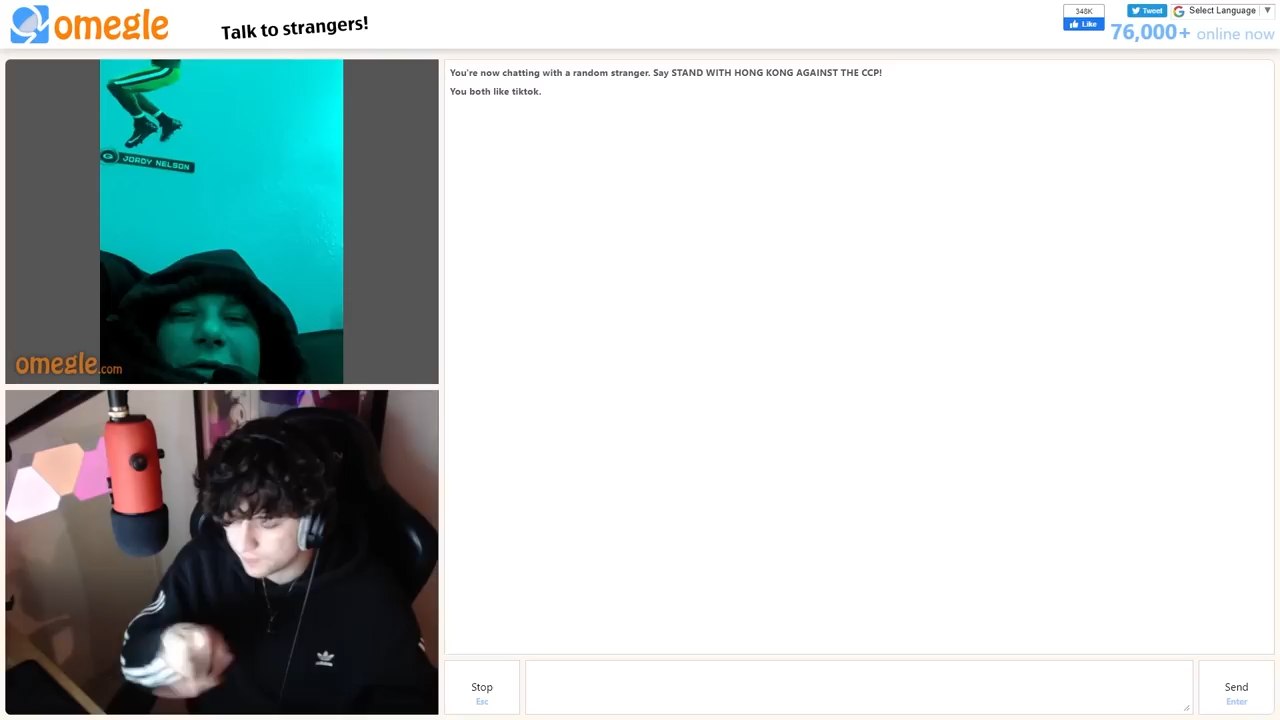 omegle
Talk to strangers!
348K
Like
Tweet
Select Language ▼
76,000+ online now
JORDY NELSON
omegle.com
You're now chatting with a random stranger. Say STAND WITH HONG KONG AGAINST THE CCP!
You both like tiktok.
Stop
Esc
Send
Enter